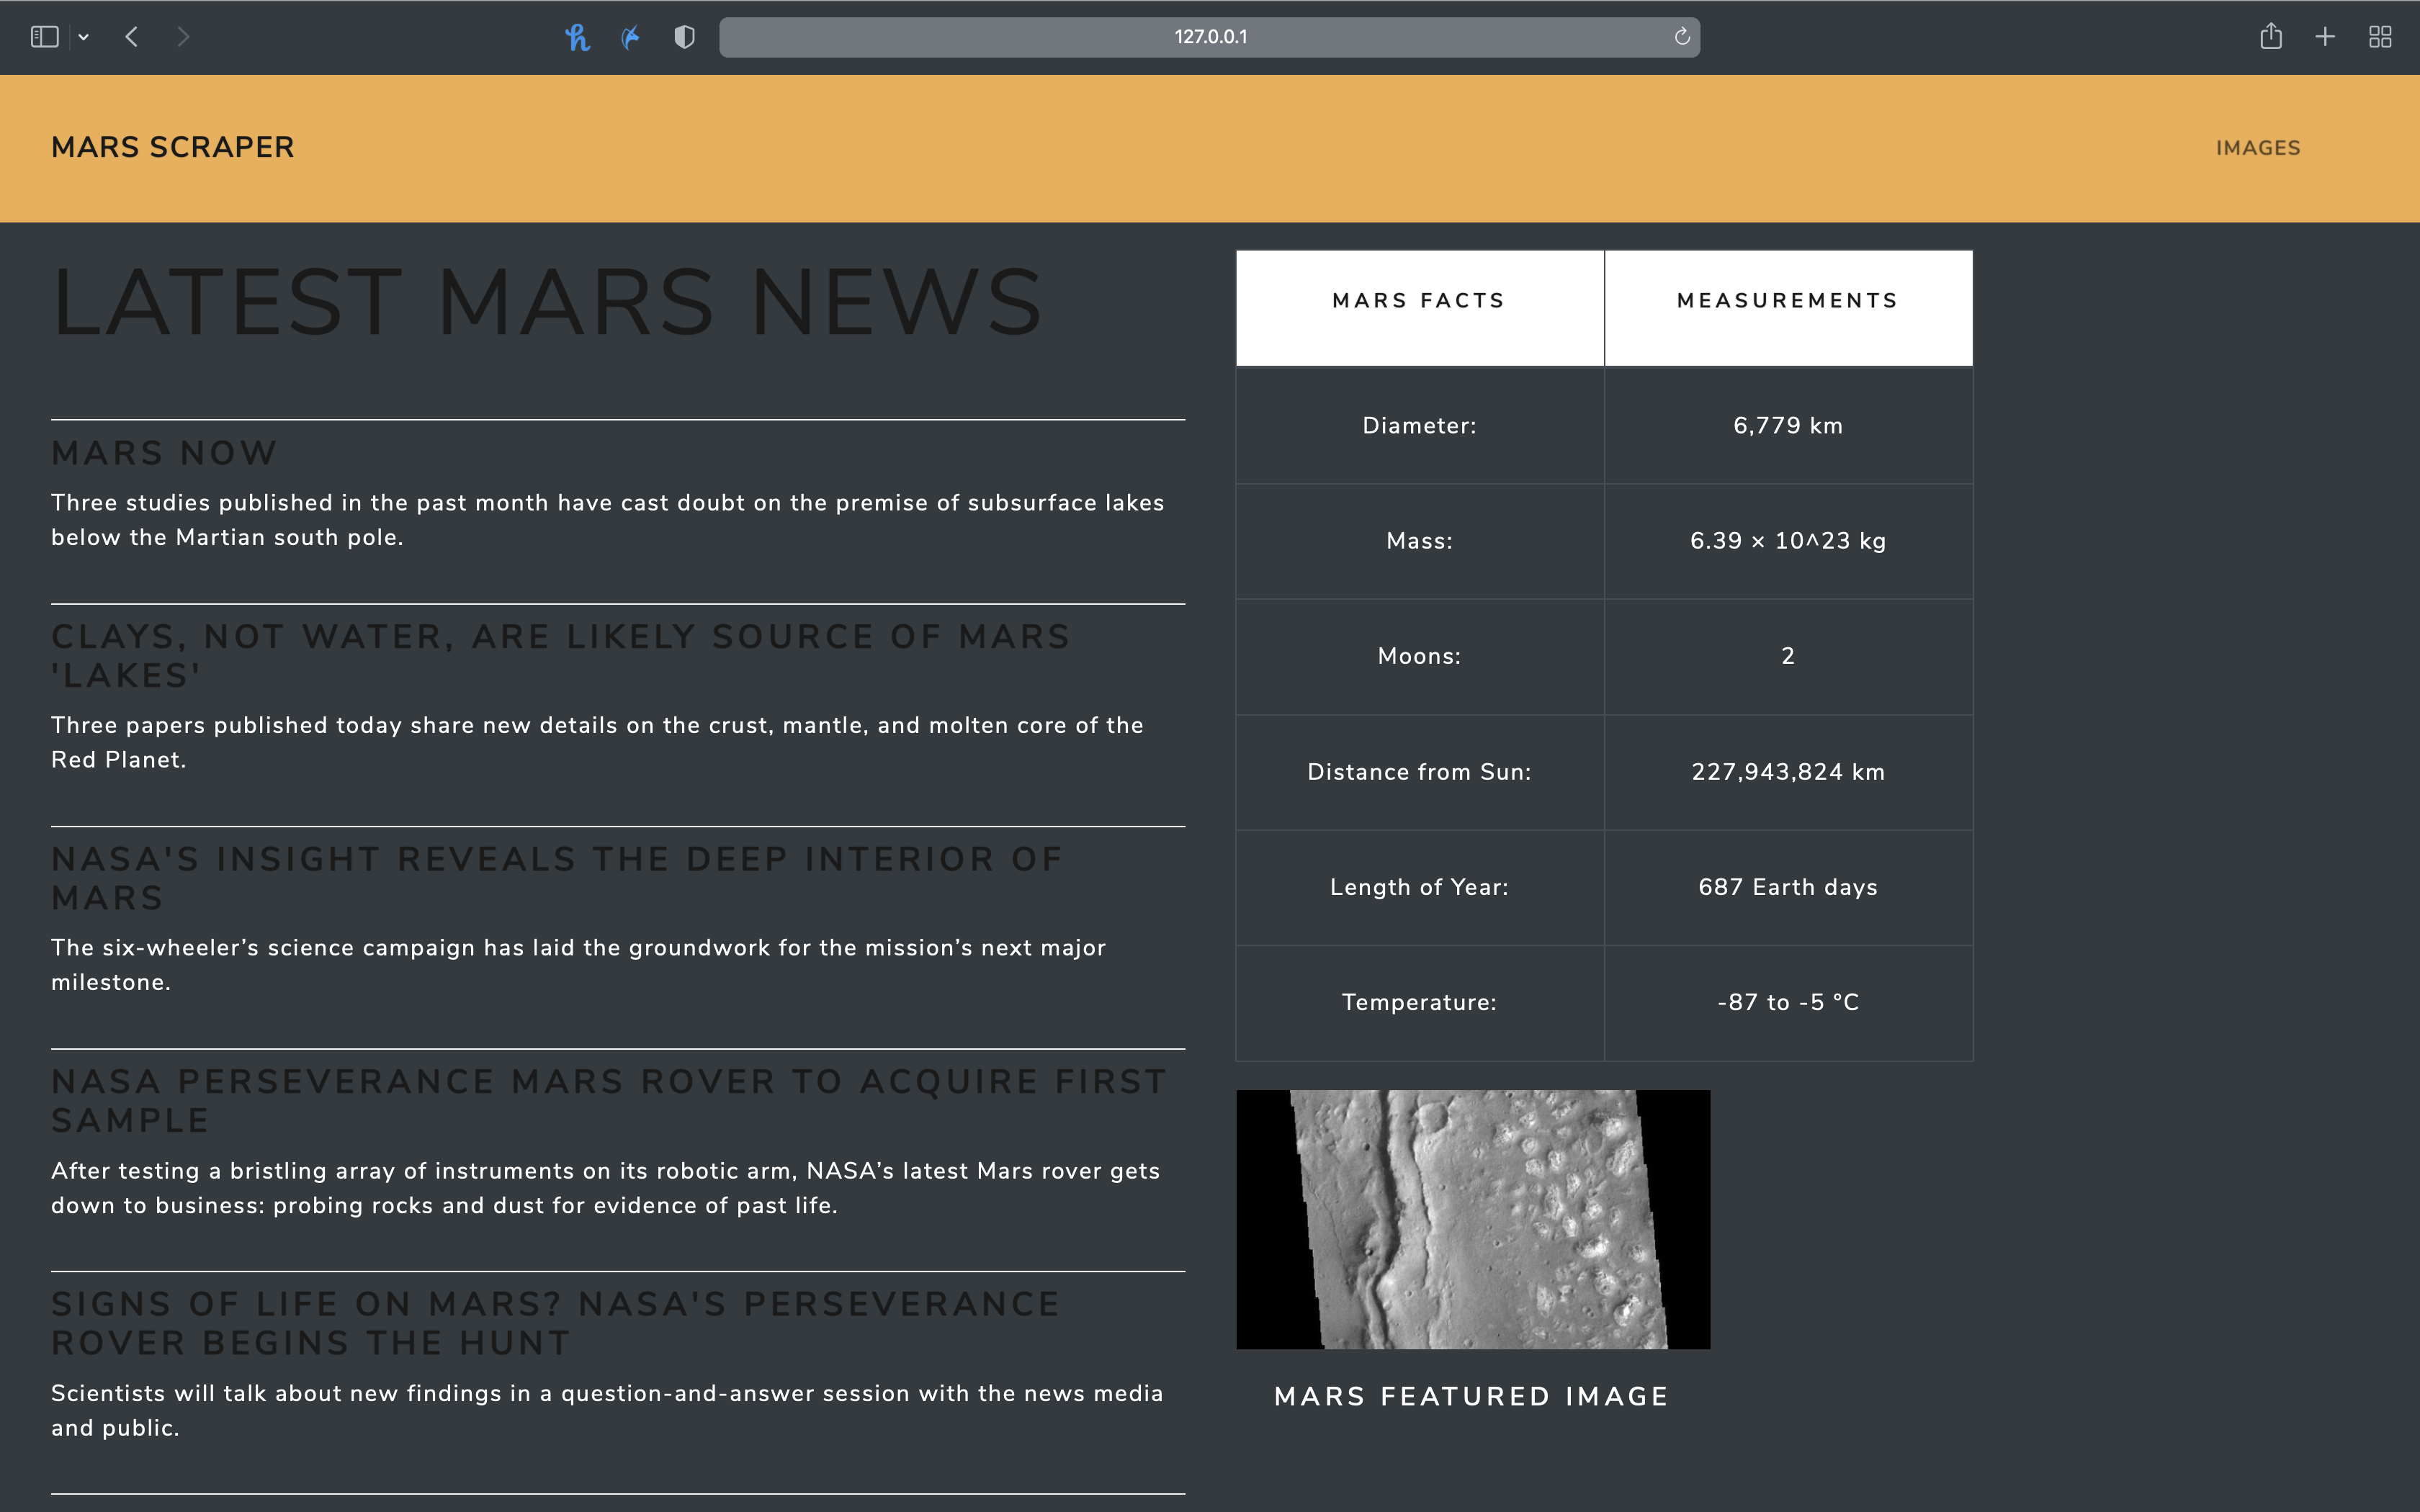 127.0.0.1
MARS SCRAPER
IMAGES
LATEST MARS NEWS
MARS NOW
Three studies published in the past month have cast doubt on the premise of subsurface lakes
below the Martian south pole.
CLAYS, NOT WATER, ARE LIKELY SOURCE OF MARS
'LAKES'
Three papers published today share new details on the crust, mantle, and molten core of the
Red Planet.
NASA'S INSIGHT REVEALS THE DEEP INTERIOR OF
MARS
The six-wheeler’s science campaign has laid the groundwork for the mission’s next major
milestone.
NASA PERSEVERANCE MARS ROVER TO ACQUIRE FIRST
SAMPLE
After testing a bristling array of instruments on its robotic arm, NASA’s latest Mars rover gets
down to business: probing rocks and dust for evidence of past life.
SIGNS OF LIFE ON MARS? NASA'S PERSEVERANCE
ROVER BEGINS THE HUNT
Scientists will talk about new findings in a question-and-answer session with the news media
and public.
MARS FACTS MEASUREMENTS
Diameter: 6,779 km
Mass: 6.39 × 10^23 kg
Moons: 2
Distance from Sun: 227,943,824 km
Length of Year: 687 Earth days
Temperature: -87 to -5 °C
MARS FEATURED IMAGE